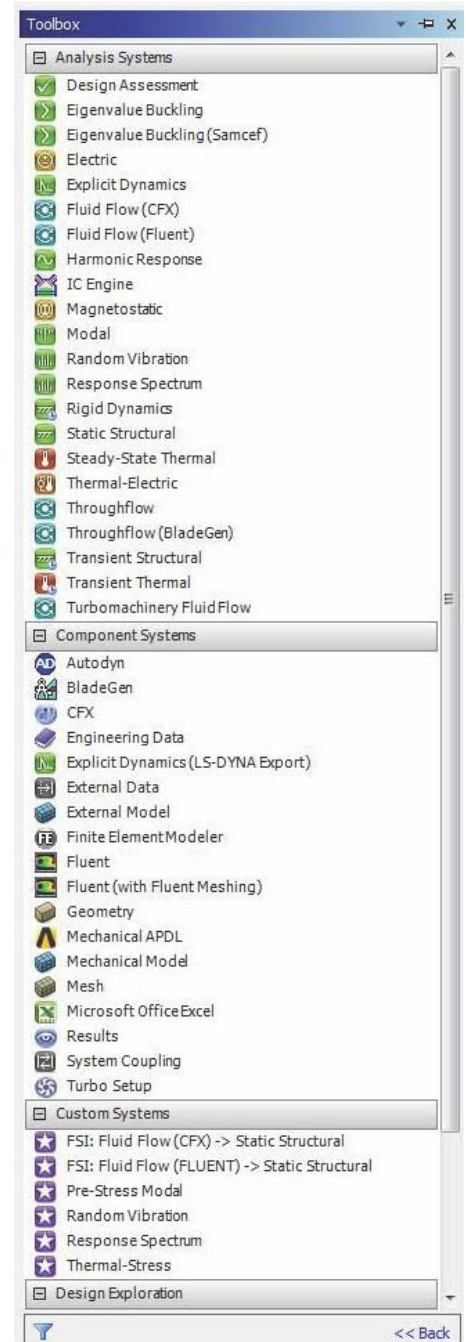 Toolbox
Analysis Systems
Design Assessment
Eigenvalue Buckling
Eigenvalue Buckling (Samcef)
Electric
Explicit Dynamics
Fluid Flow (CFX)
Fluid Flow (Fluent)
Harmonic Response
IC Engine
Magnetostatic
Modal
Random Vibration
Response Spectrum
Rigid Dynamics
Static Structural
Steady-State Thermal
Thermal-Electric
Throughflow
Throughflow (BladeGen)
Transient Structural
Transient Thermal
Turbomachinery Fluid Flow
Component Systems
AD Autodyn
BladeGen
CFX
Engineering Data
Explicit Dynamics (LS-DYNA Export)
External Data
External Model
FE Finite Element Modeler
Fluent
Fluent (with Fluent Meshing)
Geometry
Mechanical APDL
Mechanical Model
Mesh
Microsoft Office Excel
Results
System Coupling
Turbo Setup
Custom Systems
FSI: Fluid Flow (CFX) -> Static Structural
FSI: Fluid Flow (FLUENT) -> Static Structural
Pre-Stress Modal
Random Vibration
Response Spectrum
Thermal-Stress
Design Exploration
<< Back